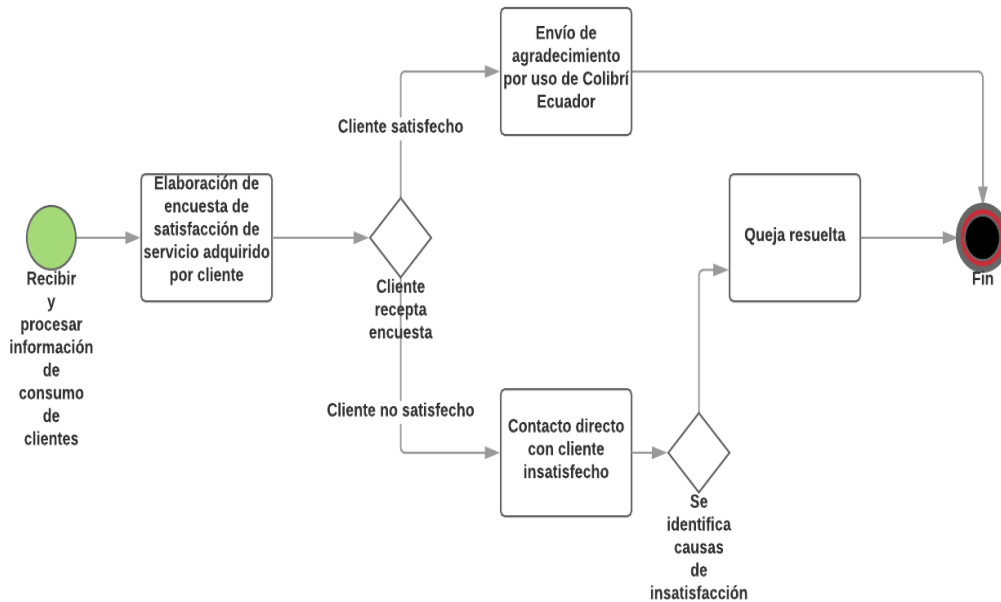 Envío de
agradecimiento
por uso de Colibrí
Ecuador
Cliente satisfecho
Elaboración de
encuesta de
satisfacción de
servicio adquirido
por cliente
Queja resuelta
Recibir
y
procesar
información
de
consumo
de
clientes
Cliente
recepta
encuesta
Fin
Cliente no satisfecho
Contacto directo
con cliente
insatisfecho
Se
identifica
causas
de
insatisfacción